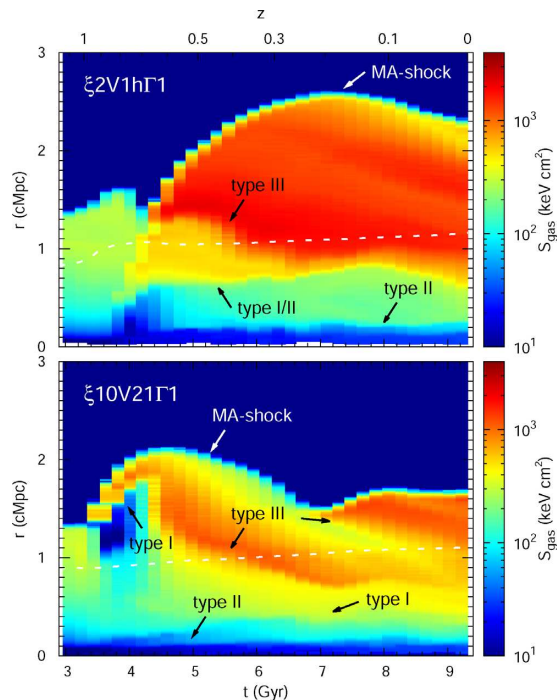 z
1 0.5 0.3 0.1 0
3
2
1
0
r (cMpc)
ξ2V1hΓ1
MA-shock
type III
type I/II
type II
10³
10²
10¹
S_gas (keV cm²)
3
2
1
0
r (cMpc)
ξ10V21Γ1
MA-shock
type I
type III
type II
type I
10³
10²
10¹
S_gas (keV cm²)
3 4 5 6 7 8 9
t (Gyr)